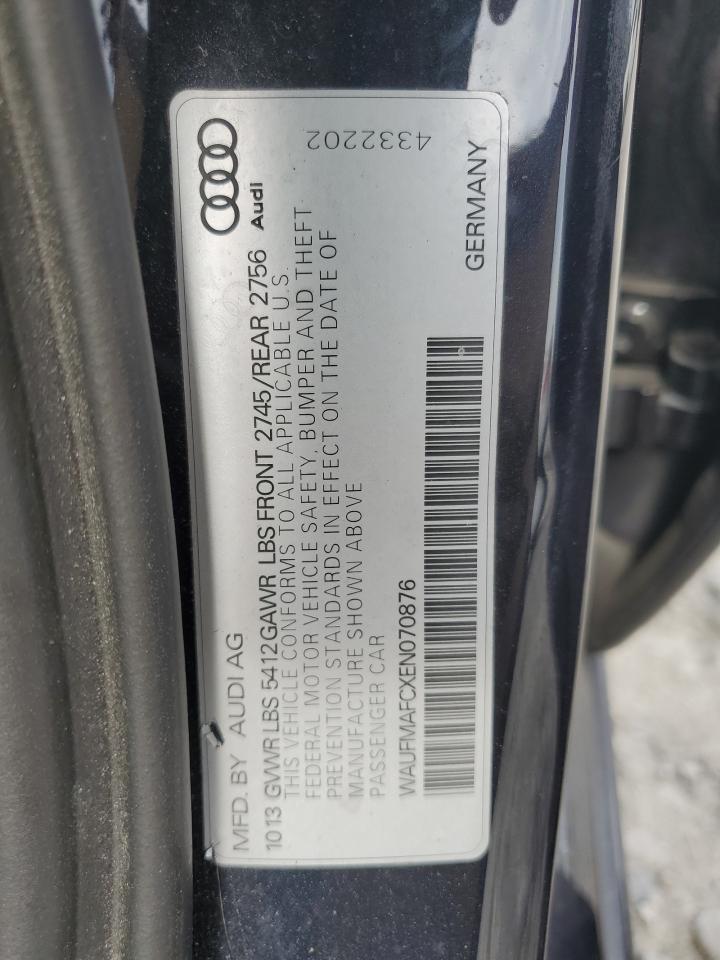 MFD. BY AUDI AG
Audi
10 13 GVWR LBS 5412 GAWR LBS FRONT 2745/REAR 2756
THIS VEHICLE CONFORMS TO ALL APPLICABLE U.S.
FEDERAL MOTOR VEHICLE SAFETY, BUMPER AND THEFT
PREVENTION STANDARDS IN EFFECT ON THE DATE OF
MANUFACTURE SHOWN ABOVE
PASSENGER CAR
4332202
WAUFMAFCXEN070876
GERMANY